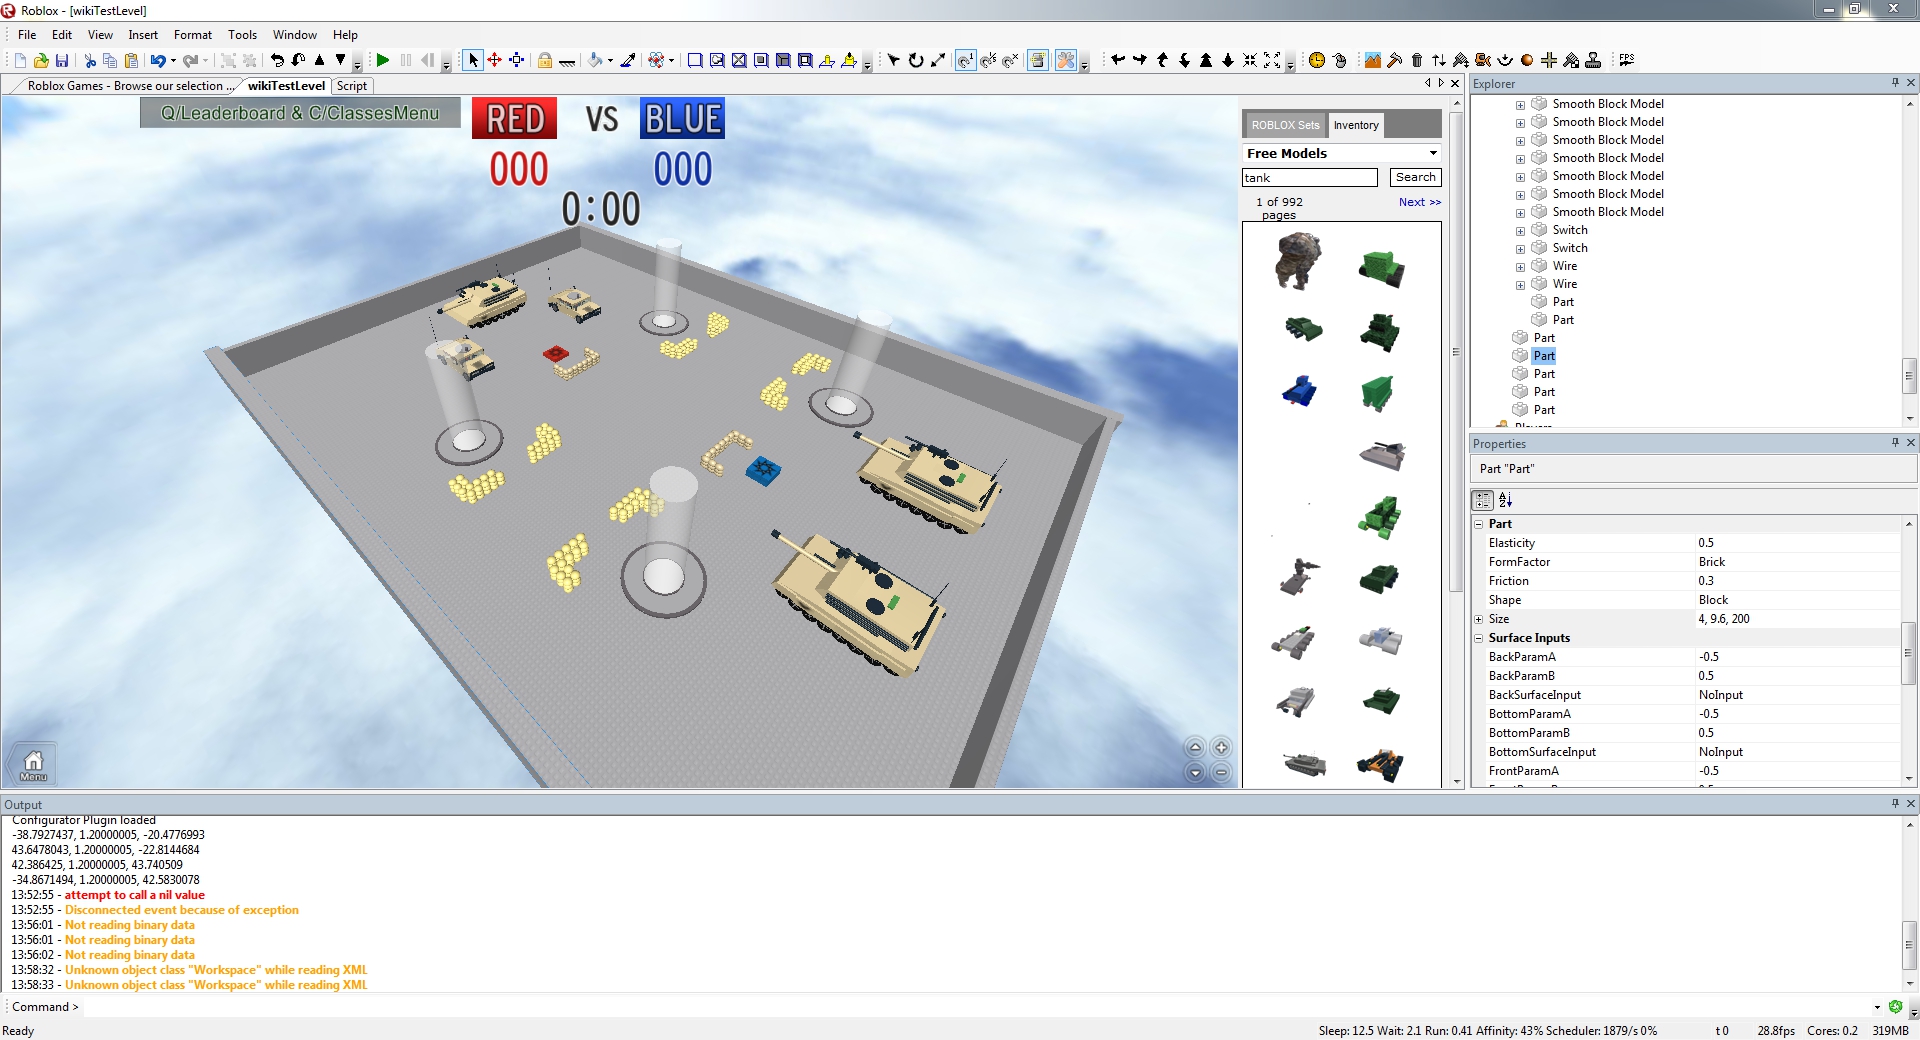 Roblox - [wikiTestLevel]
File Edit View Insert Format Tools Window Help
FPS
Roblox Games - Browse our selection ... wikiTestLevel Script
Q/Leaderboard & C/ClassesMenu
RED VS BLUE
000 000
0:00
Menu
ROBLOX Sets Inventory
Free Models
tank Search
1 of 992 pages Next >>
Explorer
Smooth Block Model
Smooth Block Model
Smooth Block Model
Smooth Block Model
Smooth Block Model
Smooth Block Model
Smooth Block Model
Switch
Switch
Wire
Wire
Part
Part
Part
Part
Part
Part
Part
Players
Properties
Part "Part"
Part
Elasticity 0.5
FormFactor Brick
Friction 0.3
Shape Block
Size 4, 9.6, 200
Surface Inputs
BackParamA -0.5
BackParamB 0.5
BackSurfaceInput NoInput
BottomParamA -0.5
BottomParamB 0.5
BottomSurfaceInput NoInput
FrontParamA -0.5
Output
Configurator Plugin loaded
-38.7927437, 1.20000005, -20.4776993
43.6478043, 1.20000005, -22.8144684
42.386425, 1.20000005, 43.740509
-34.8671494, 1.20000005, 42.5830078
13:52:55 - attempt to call a nil value
13:52:55 - Disconnected event because of exception
13:56:01 - Not reading binary data
13:56:01 - Not reading binary data
13:56:02 - Not reading binary data
13:58:32 - Unknown object class "Workspace" while reading XML
13:58:33 - Unknown object class "Workspace" while reading XML
Command >
Ready
Sleep: 12.5 Wait: 2.1 Run: 0.41 Affinity: 43% Scheduler: 1879/s 0% t 0 28.8fps Cores: 0.2 319MB